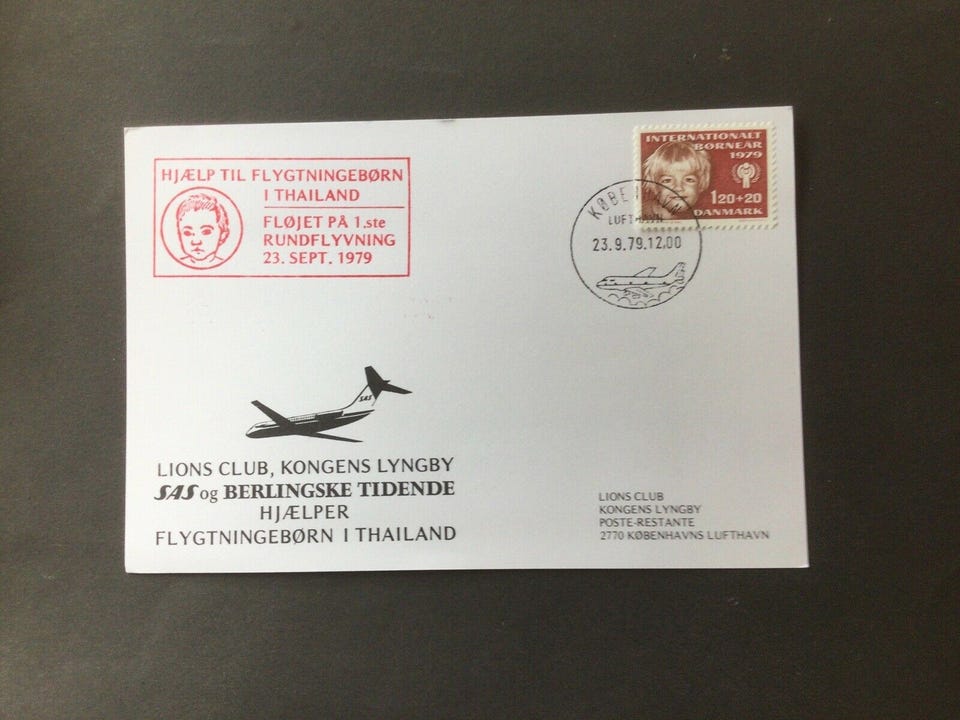 HJÆLP TIL FLYGTNINGEBØRN
I THAILAND
FLØJET PÅ 1.ste
RUNDFLYVNING
23. SEPT. 1979
INTERNATIONALT
BØRNEÅR
1979
120+20
DANMARK
KØBENHAVN
LUFTHAVN
23.9.79.12.00
SAS
LIONS CLUB, KONGENS LYNGBY
SAS og BERLINGSKE TIDENDE
HJÆLPER
FLYGTNINGEBØRN I THAILAND
LIONS CLUB
KONGENS LYNGBY
POSTE-RESTANTE
2770 KØBENHAVNS LUFTHAVN